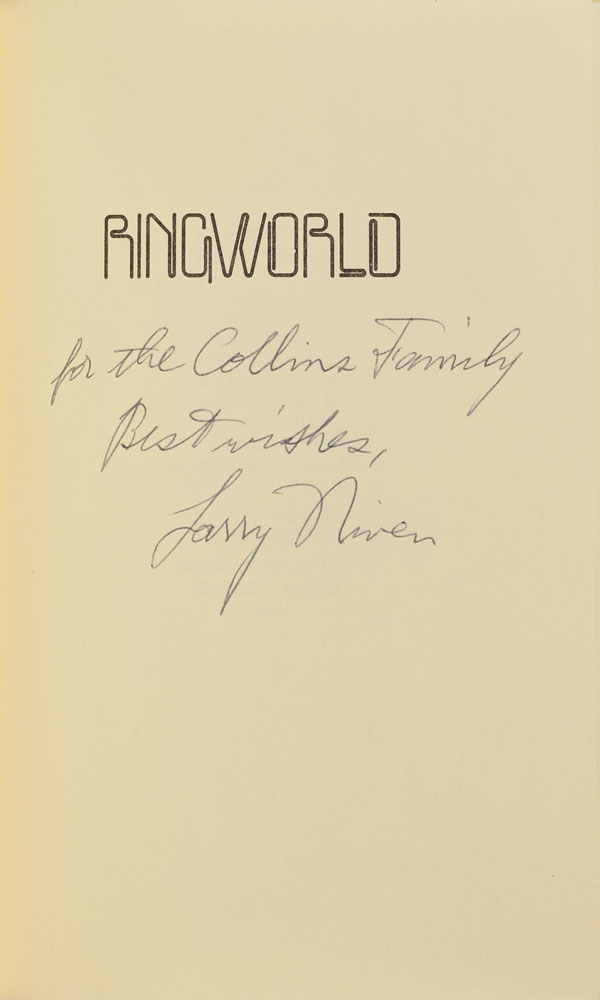 RINGWORLD
for the Collins Family
Best wishes,
Larry Niven